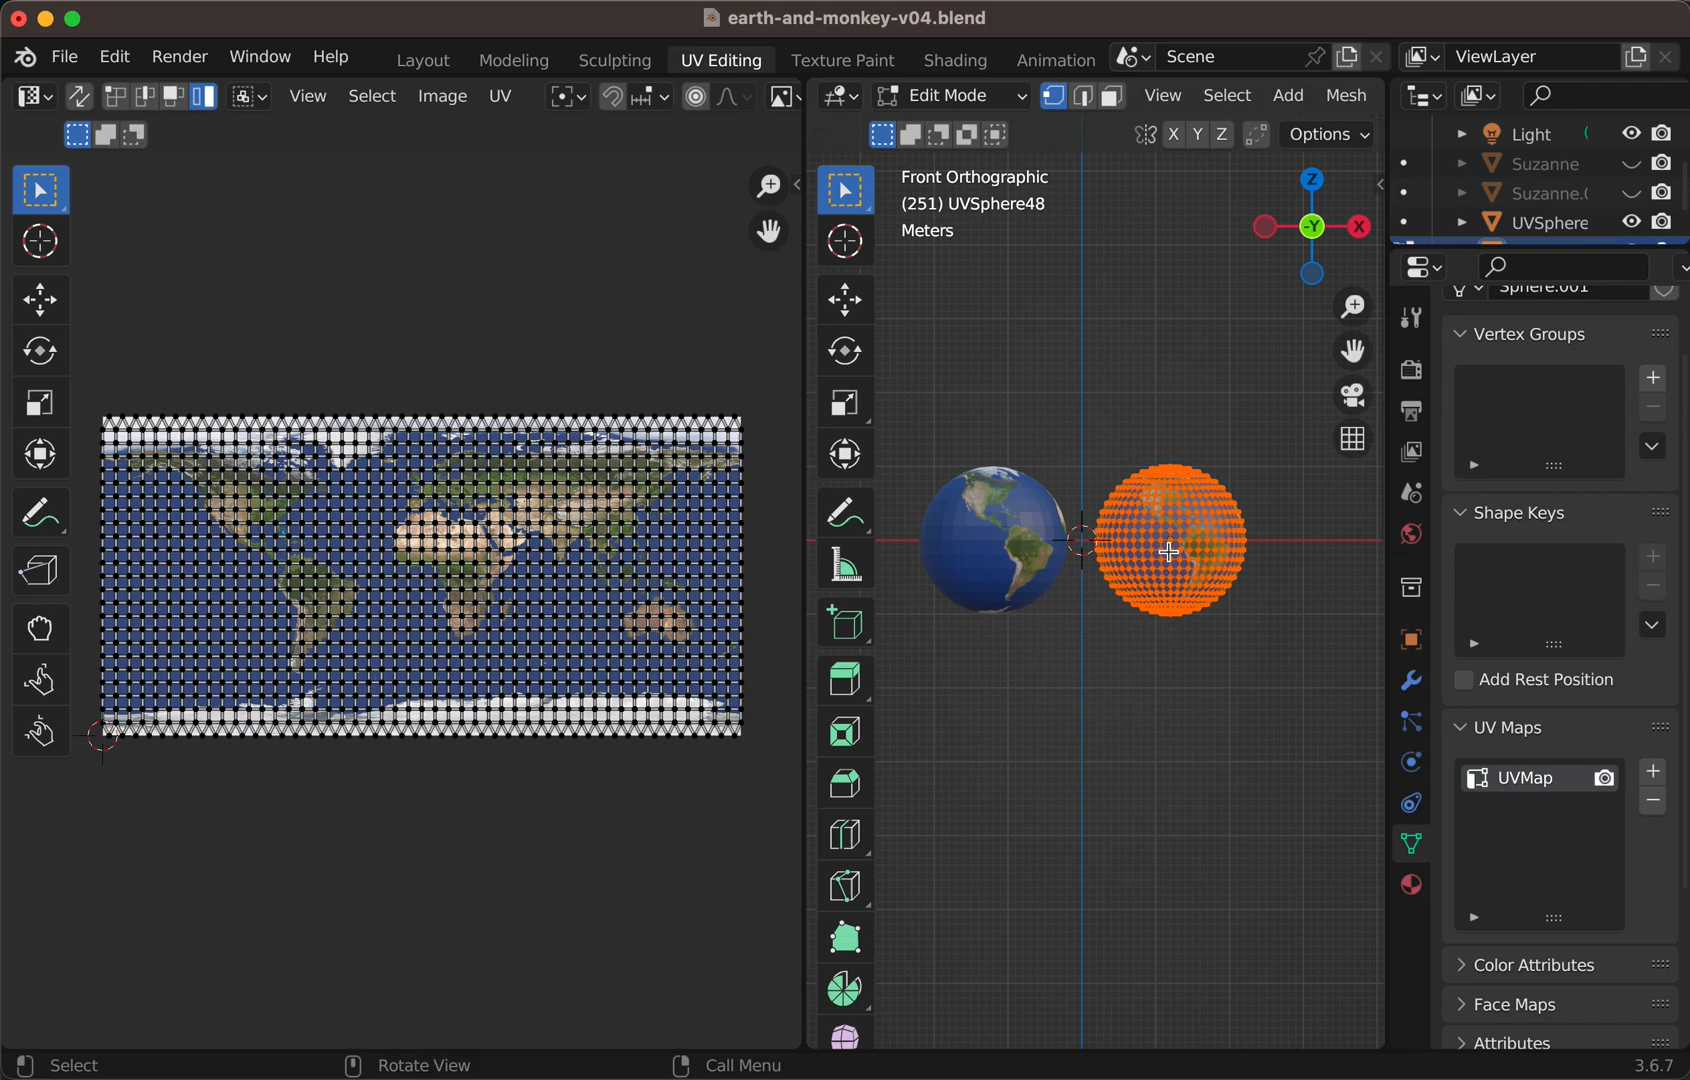 earth-and-monkey-v04.blend
File Edit Render Window Help Layout Modeling Sculpting UV Editing Texture Paint Shading Animation Scene ViewLayer
View Select Image UV Edit Mode View Select Add Mesh
X Y Z Options
Light
Suzanne
Suzanne.(
UVSphere
Front Orthographic
(251) UVSphere48
Meters
Z
-Y
X
Sphere.001
Vertex Groups
Shape Keys
Add Rest Position
UV Maps
UVMap
Color Attributes
Face Maps
Attributes
Select Rotate View Call Menu 3.6.7